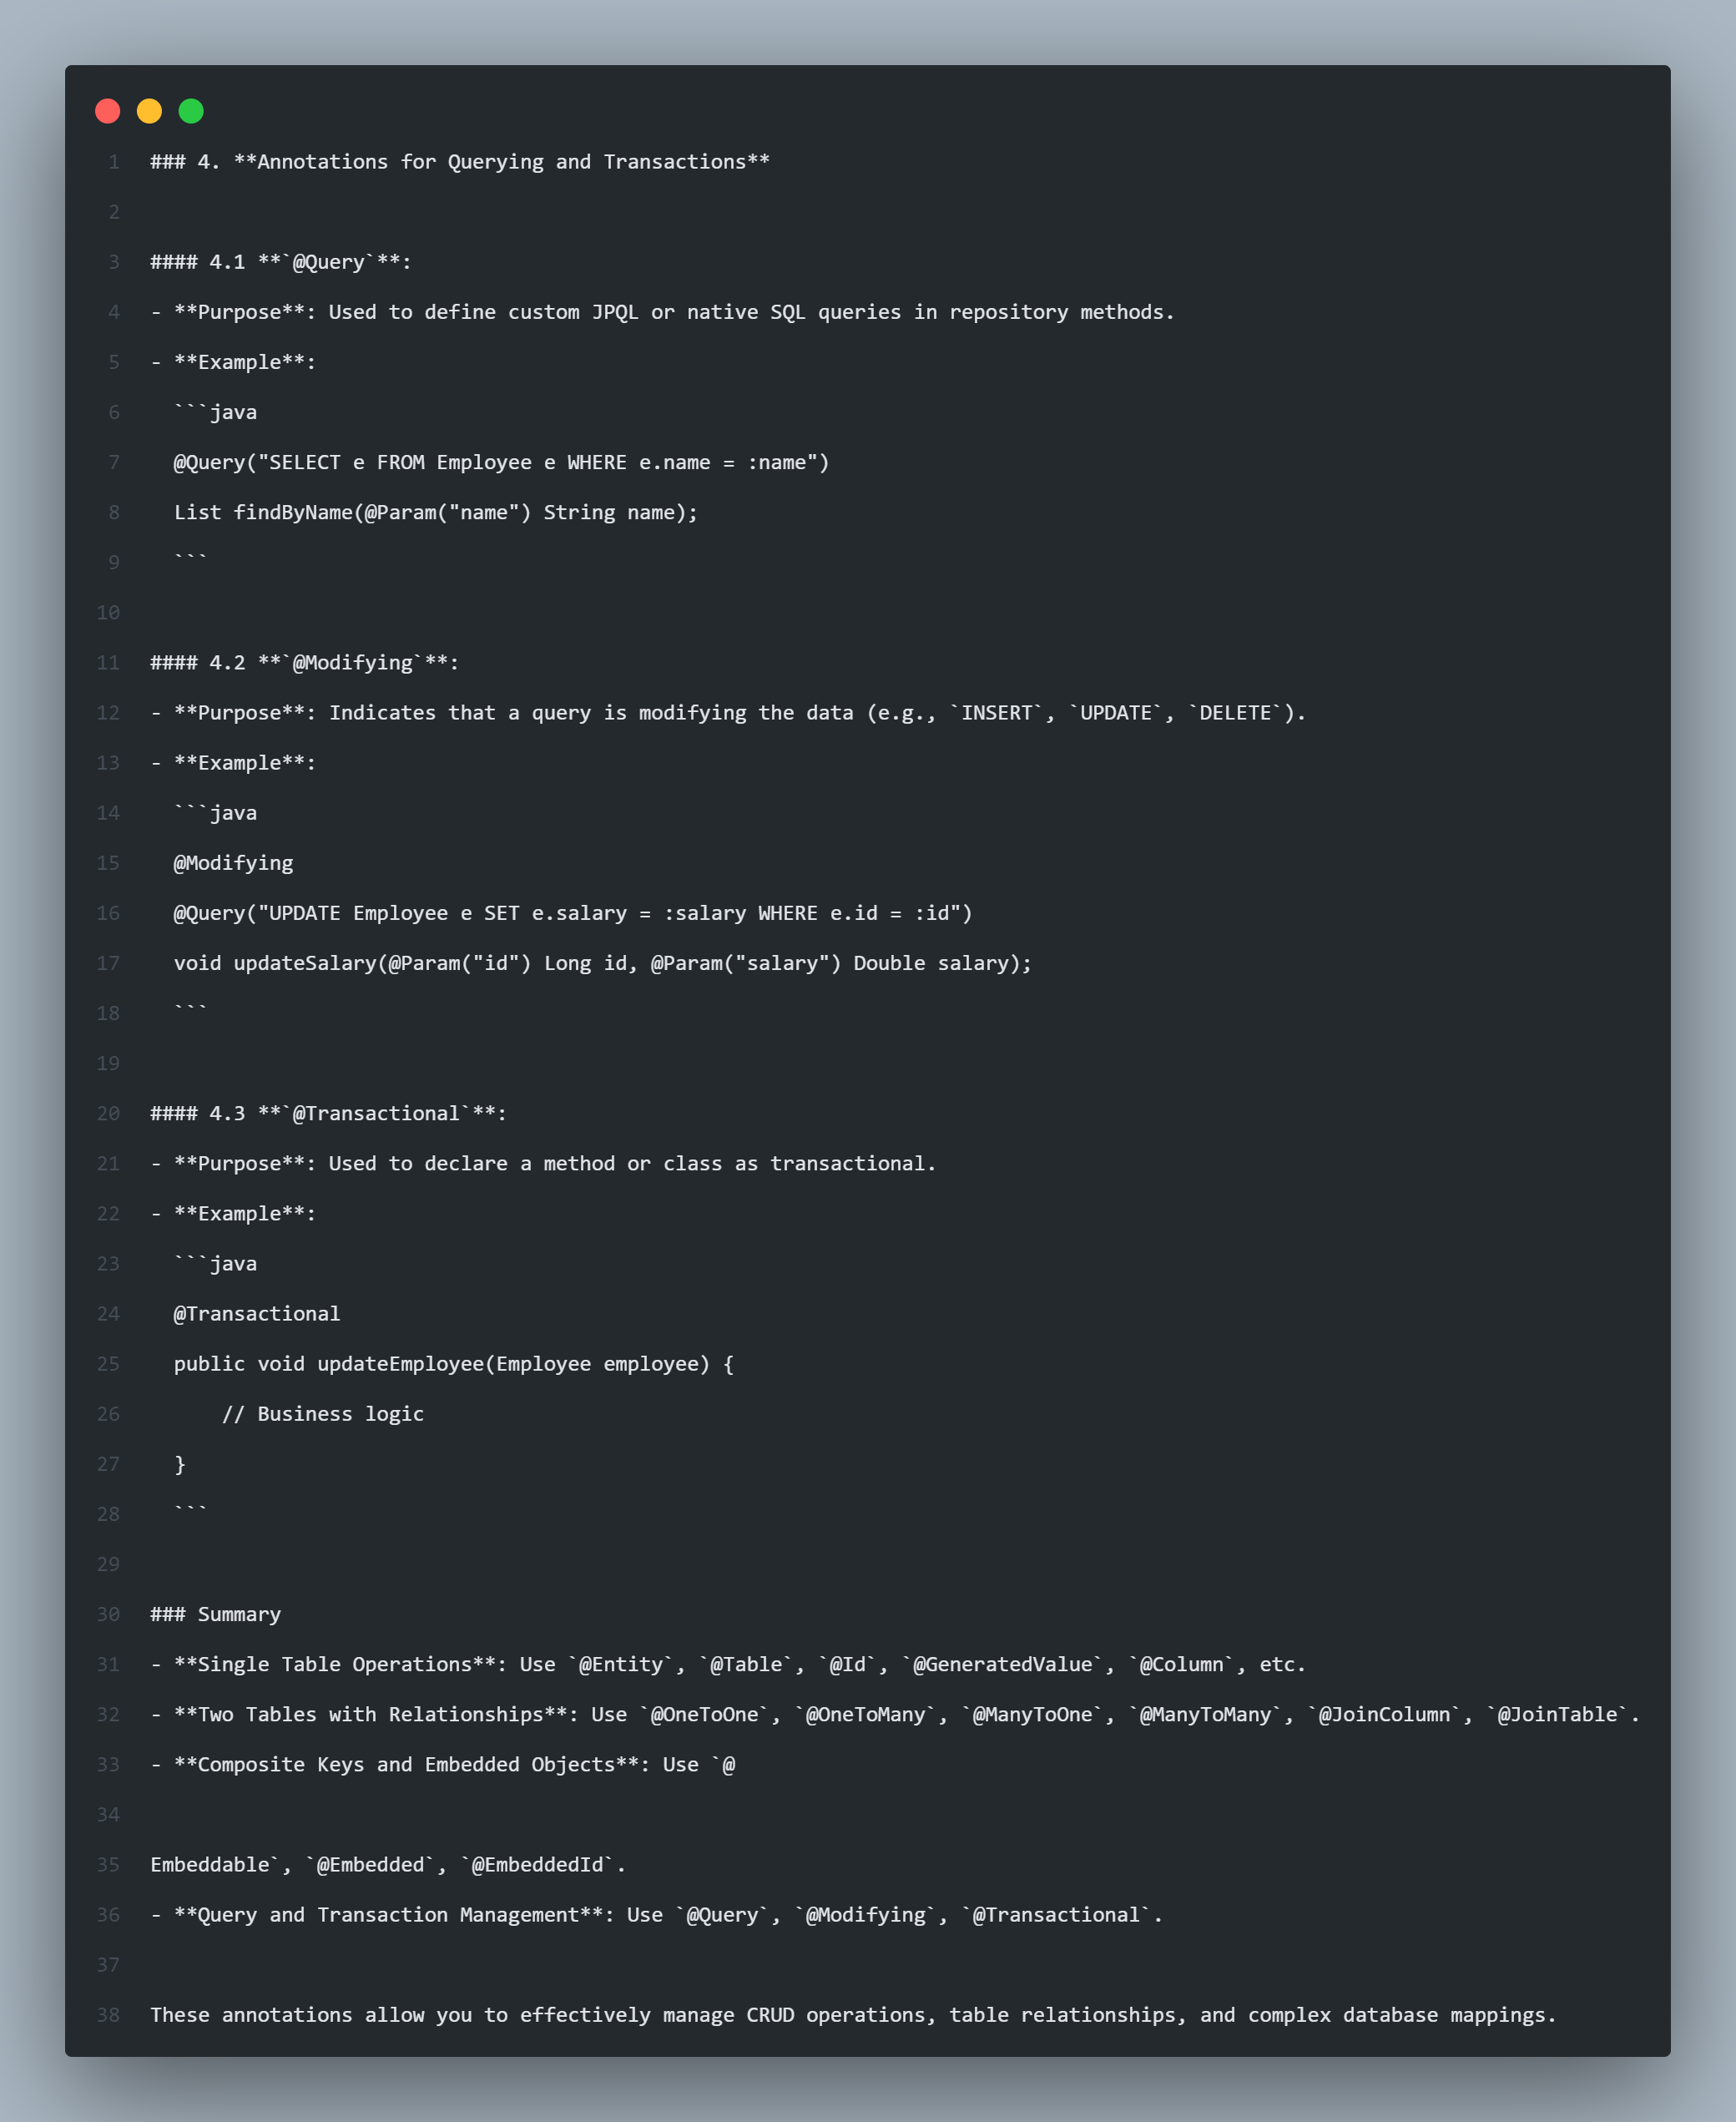 1 ### 4. **Annotations for Querying and Transactions**
2
3 #### 4.1 **`@Query`**:
4 - **Purpose**: Used to define custom JPQL or native SQL queries in repository methods.
5 - **Example**:
6   ```java
7   @Query("SELECT e FROM Employee e WHERE e.name = :name")
8   List findByName(@Param("name") String name);
9   ```
10
11 #### 4.2 **`@Modifying`**:
12 - **Purpose**: Indicates that a query is modifying the data (e.g., `INSERT`, `UPDATE`, `DELETE`).
13 - **Example**:
14   ```java
15   @Modifying
16   @Query("UPDATE Employee e SET e.salary = :salary WHERE e.id = :id")
17   void updateSalary(@Param("id") Long id, @Param("salary") Double salary);
18   ```
19
20 #### 4.3 **`@Transactional`**:
21 - **Purpose**: Used to declare a method or class as transactional.
22 - **Example**:
23   ```java
24   @Transactional
25   public void updateEmployee(Employee employee) {
26       // Business logic
27   }
28   ```
29
30 ### Summary
31 - **Single Table Operations**: Use `@Entity`, `@Table`, `@Id`, `@GeneratedValue`, `@Column`, etc.
32 - **Two Tables with Relationships**: Use `@OneToOne`, `@OneToMany`, `@ManyToOne`, `@ManyToMany`, `@JoinColumn`, `@JoinTable`.
33 - **Composite Keys and Embedded Objects**: Use `@
34
35 Embeddable`, `@Embedded`, `@EmbeddedId`.
36 - **Query and Transaction Management**: Use `@Query`, `@Modifying`, `@Transactional`.
37
38 These annotations allow you to effectively manage CRUD operations, table relationships, and complex database mappings.